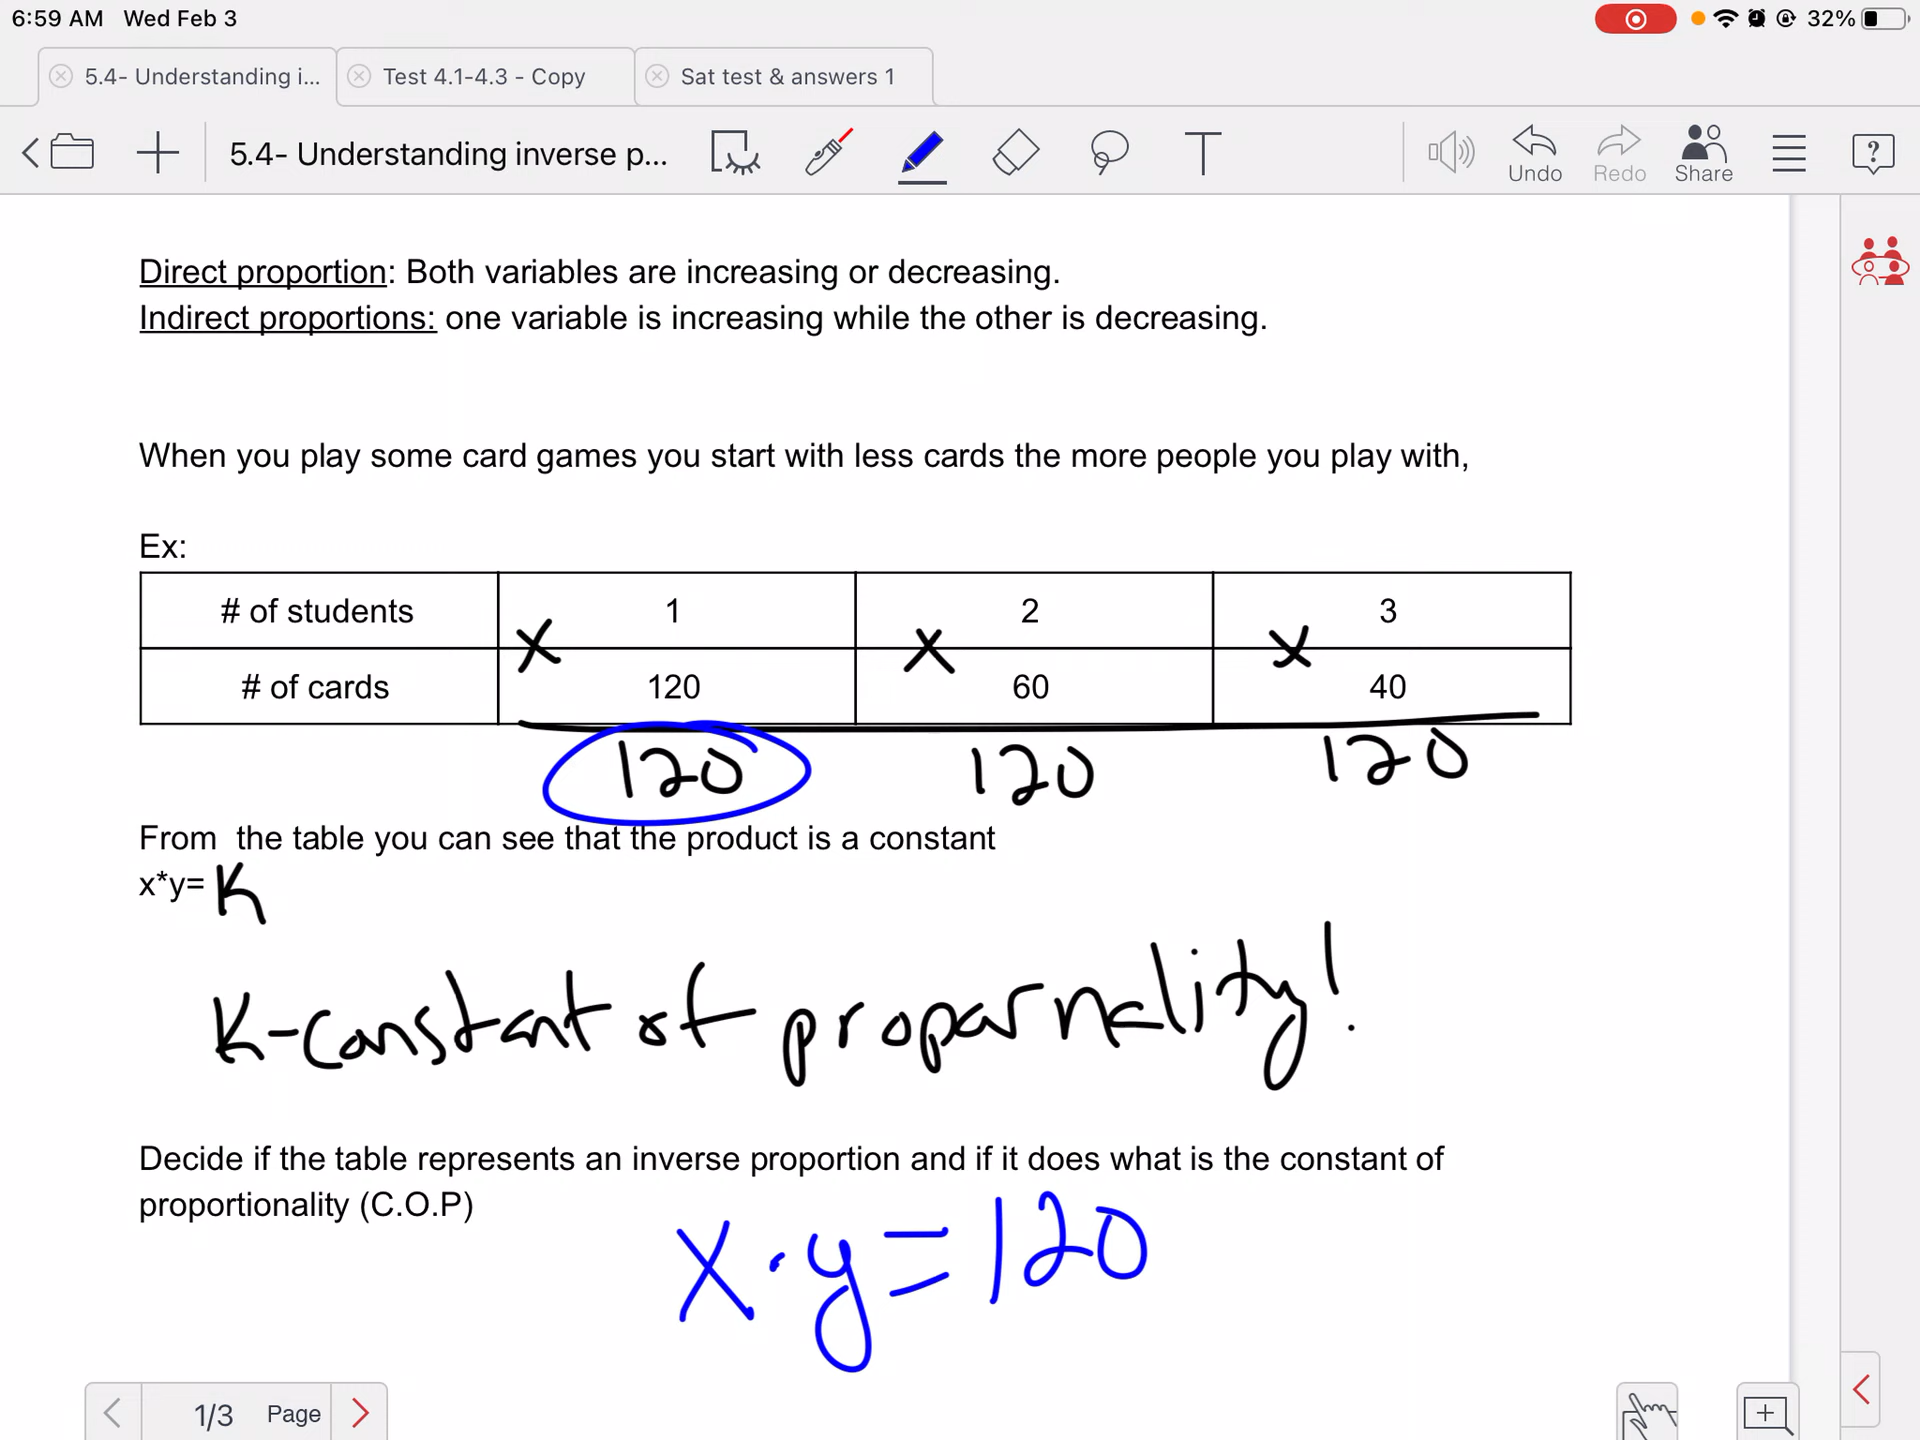 6:59 AM Wed Feb 3
32%
5.4- Understanding i...
Test 4.1-4.3 - Copy
Sat test & answers 1
5.4- Understanding inverse p...
T
Undo
Redo
Share
?
Direct proportion: Both variables are increasing or decreasing.
Indirect proportions: one variable is increasing while the other is decreasing.
When you play some card games you start with less cards the more people you play with,
Ex:
# of students 1 2 3
x x x
# of cards 120 60 40
120 120 120
From the table you can see that the product is a constant
x*y= K
K-constant of proparnality!
Decide if the table represents an inverse proportion and if it does what is the constant of
proportionality (C.O.P)
x·y=120
1/3 Page